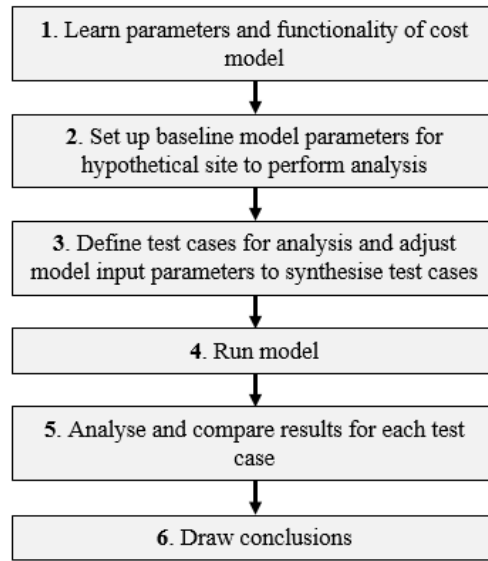 1. Learn parameters and functionality of cost
model
2. Set up baseline model parameters for
hypothetical site to perform analysis
3. Define test cases for analysis and adjust
model input parameters to synthesise test cases
4. Run model
5. Analyse and compare results for each test
case
6. Draw conclusions